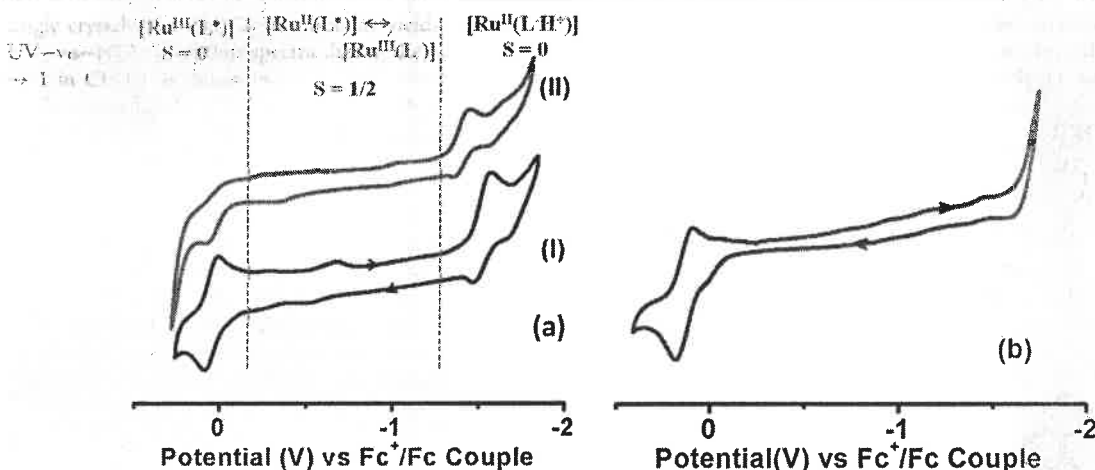 [Ru^III(L•)] [Ru^II(L•)] ↔ [Ru^II(L⁻H⁺)]
S = 0 [Ru^III(L⁻)] S = 0
S = 1/2
(II)
(I)
(a)
(b)
0 -1 -2
0 -1 -2
Potential (V) vs Fc⁺/Fc Couple
Potential(V) vs Fc⁺/Fc Couple